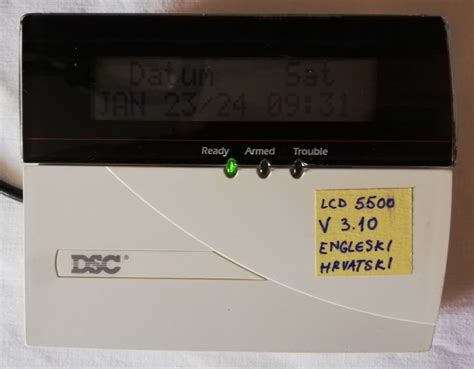 Datum Sat
JAN 23/24 09:31
Ready Armed Trouble
DSC®
LCD 5500
V 3.10
ENGLESKI
HRVATSKI